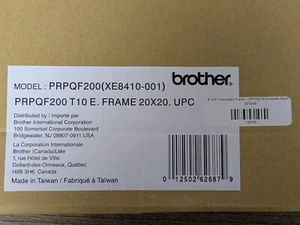 MODEL: PRPQF200(XE8410-001)
brother
PRPQF200 T10 E. FRAME 20X20. UPC
Distributed by / Importé par
Brother International Corporation
100 Somerset Corporate Boulevard
Bridgewater, NJ 08807-0911 USA
La Corporation Internationale
Brother (Canada)Ltée
1, rue Hôtel de Ville,
Dollard-des-Ormeaux, Québec
H9B 3H6 Canada
Made in Taiwan / Fabriqué à Taïwan
0 12502 62687 9